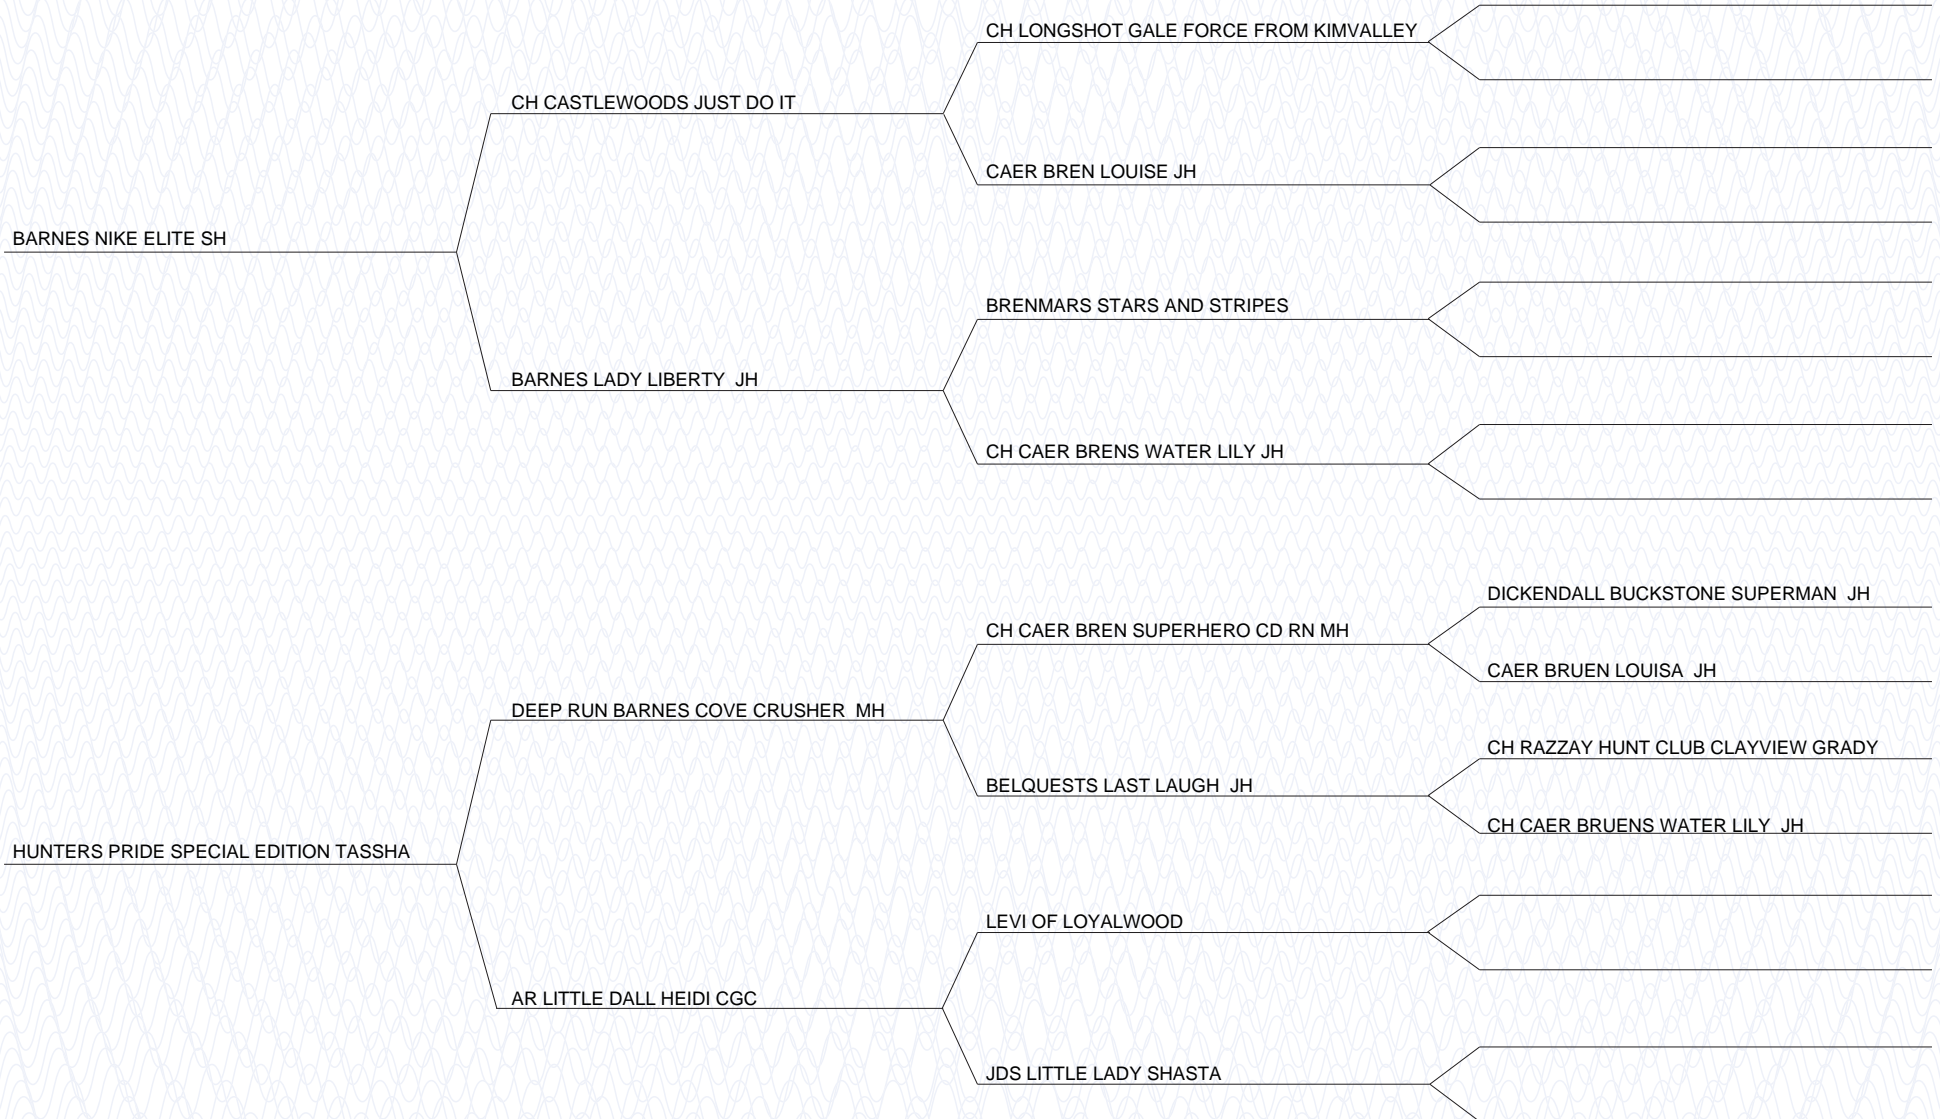 CH LONGSHOT GALE FORCE FROM KIMVALLEY
CH CASTLEWOODS JUST DO IT
CAER BREN LOUISE JH
BARNES NIKE ELITE SH
BRENMARS STARS AND STRIPES
BARNES LADY LIBERTY  JH
CH CAER BRENS WATER LILY JH
DICKENDALL BUCKSTONE SUPERMAN  JH
CH CAER BREN SUPERHERO CD RN MH
CAER BRUEN LOUISA  JH
DEEP RUN BARNES COVE CRUSHER  MH
CH RAZZAY HUNT CLUB CLAYVIEW GRADY
BELQUESTS LAST LAUGH  JH
CH CAER BRUENS WATER LILY  JH
HUNTERS PRIDE SPECIAL EDITION TASSHA
LEVI OF LOYALWOOD
AR LITTLE DALL HEIDI CGC
JDS LITTLE LADY SHASTA